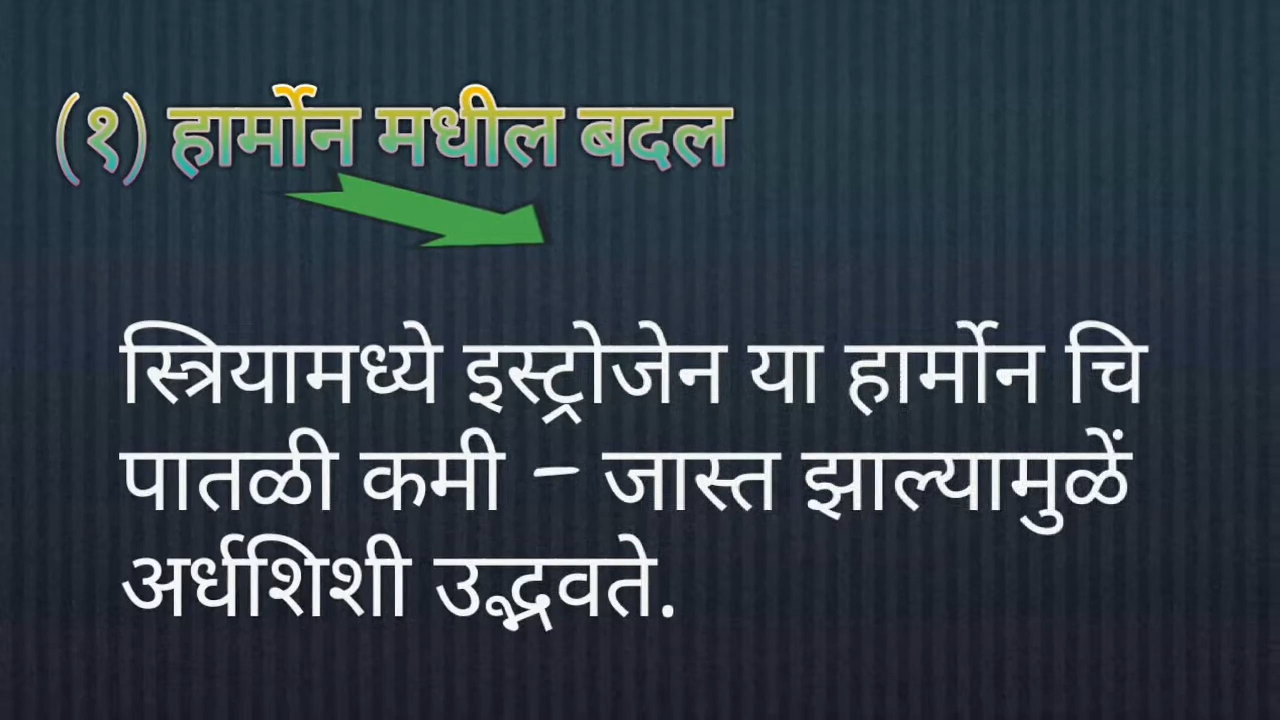 (१) हार्मोन मधील बदल
स्त्रियामध्ये इस्ट्रोजेन या हार्मोन चि
पातळी कमी - जास्त झाल्यामुळें
अर्धशिशी उद्भवते.